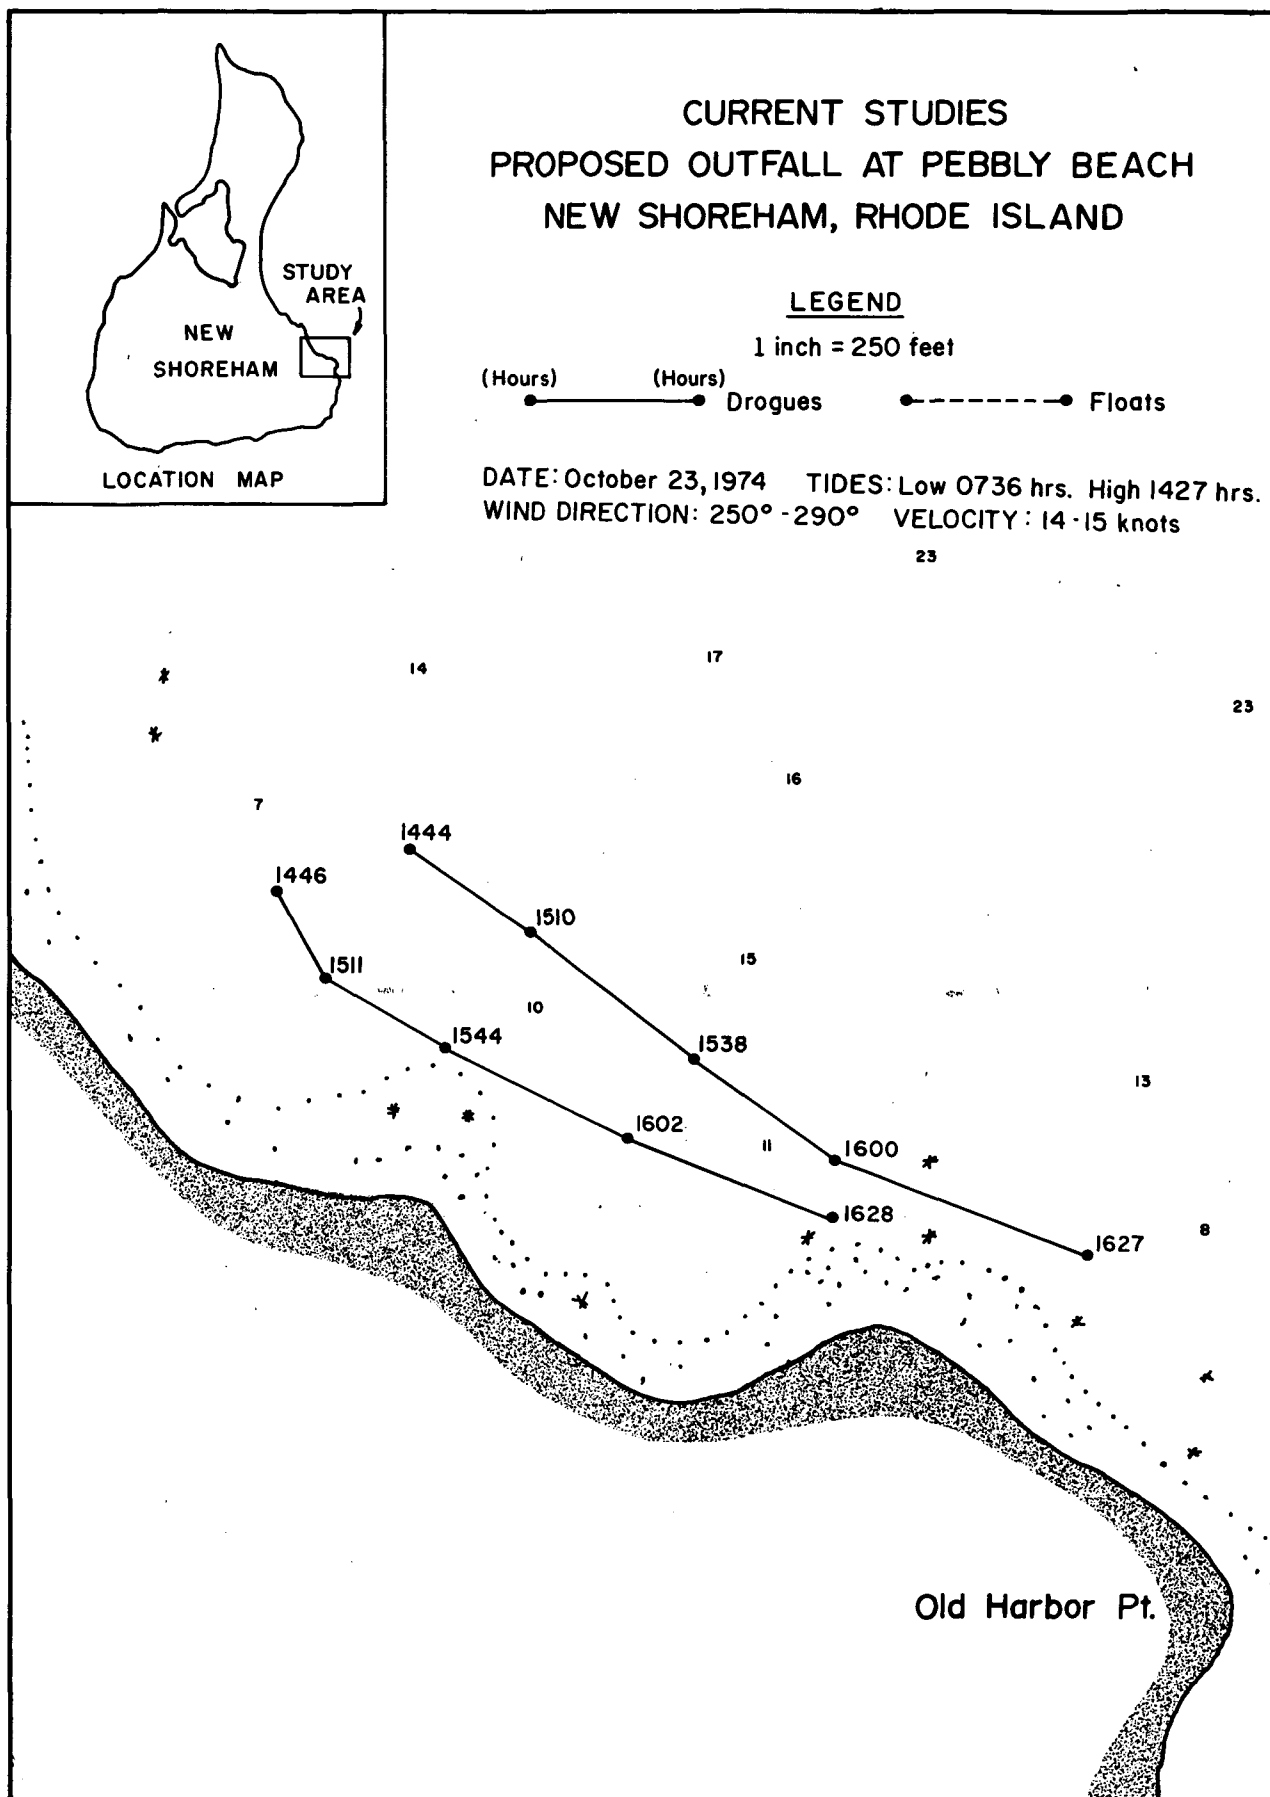 CURRENT STUDIES
PROPOSED OUTFALL AT PEBBLY BEACH
NEW SHOREHAM, RHODE ISLAND
STUDY
AREA
NEW
SHOREHAM
LOCATION MAP
LEGEND
1 inch = 250 feet
(Hours) (Hours) Drogues Floats
DATE: October 23, 1974 TIDES: Low 0736 hrs. High 1427 hrs.
WIND DIRECTION: 250° - 290° VELOCITY: 14-15 knots
23
17
14
23
16
7
1444
1446
1510
15
1511
10
1544
1538
13
1602
11
1600
1628
8
1627
Old Harbor Pt.